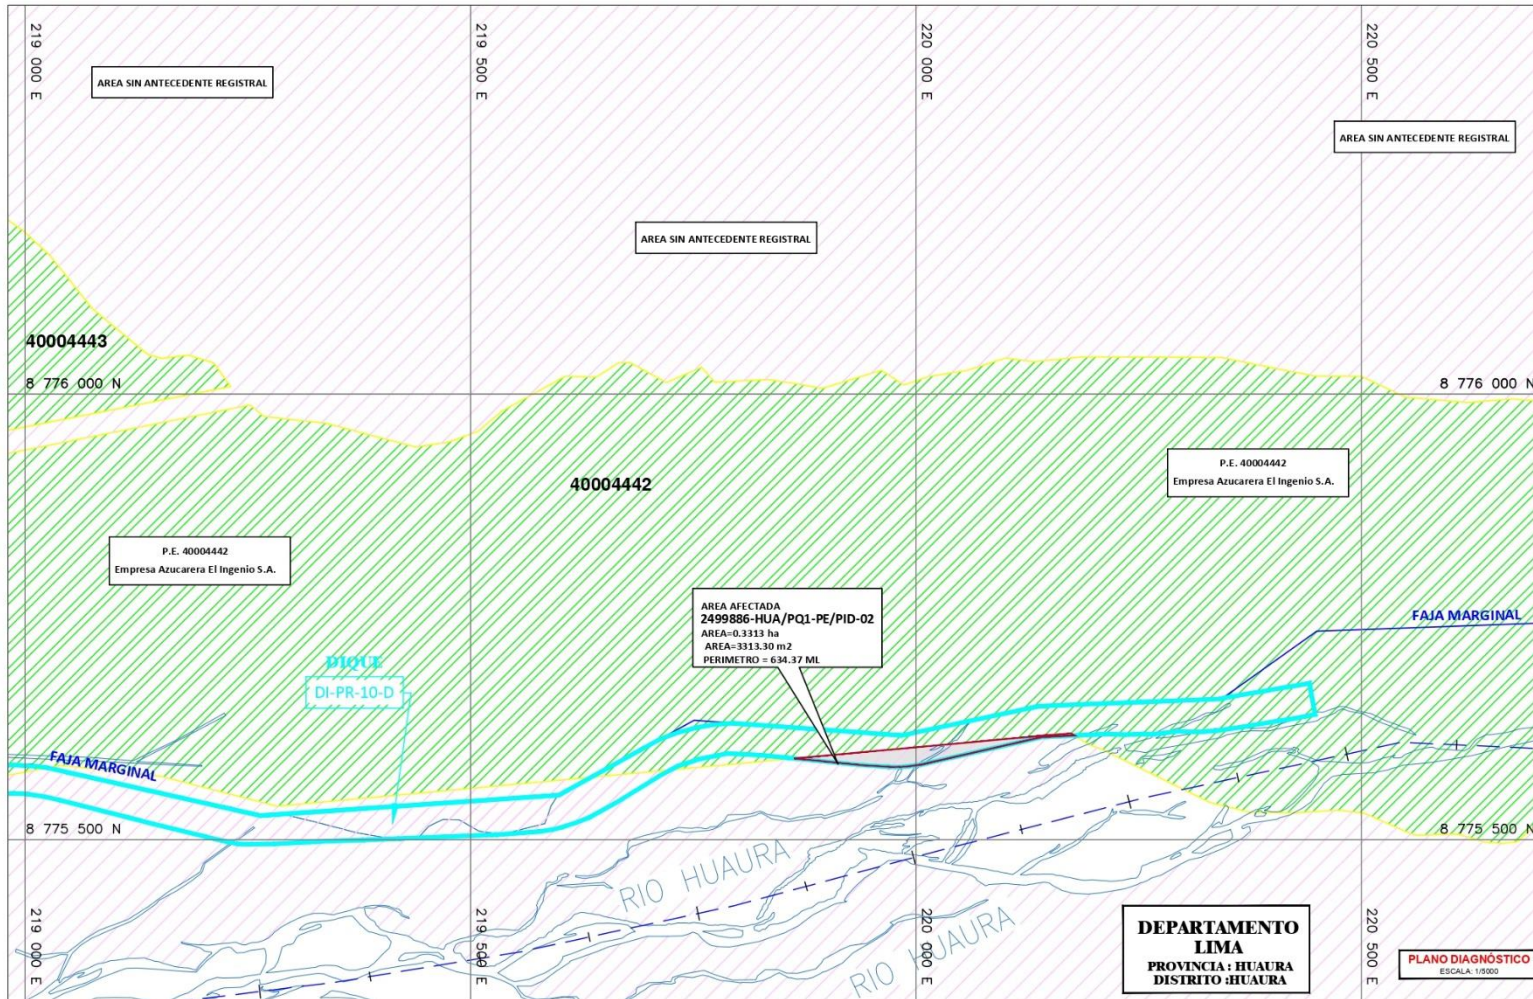 219 000 E
219 500 E
220 000 E
220 500 E
AREA SIN ANTECEDENTE REGISTRAL
AREA SIN ANTECEDENTE REGISTRAL
AREA SIN ANTECEDENTE REGISTRAL
40004443
8 776 000 N
8 776 000 N
40004442
P.E. 40004442
Empresa Azucarera El Ingenio S.A.
P.E. 40004442
Empresa Azucarera El Ingenio S.A.
AREA AFECTADA
2499886-HUA/PQ1-PE/PID-02
AREA=0.3313 ha
AREA=3313.30 m2
PERIMETRO = 634.37 ML
FAJA MARGINAL
DIQUE
DI-PR-10-D
FAJA MARGINAL
8 775 500 N
8 775 500 N
RIO HUAURA
RIO HUAURA
219 000 E
219 500 E
220 000 E
220 500 E
DEPARTAMENTO
LIMA
PROVINCIA : HUAURA
DISTRITO :HUAURA
PLANO DIAGNÓSTICO
ESCALA: 1/5000